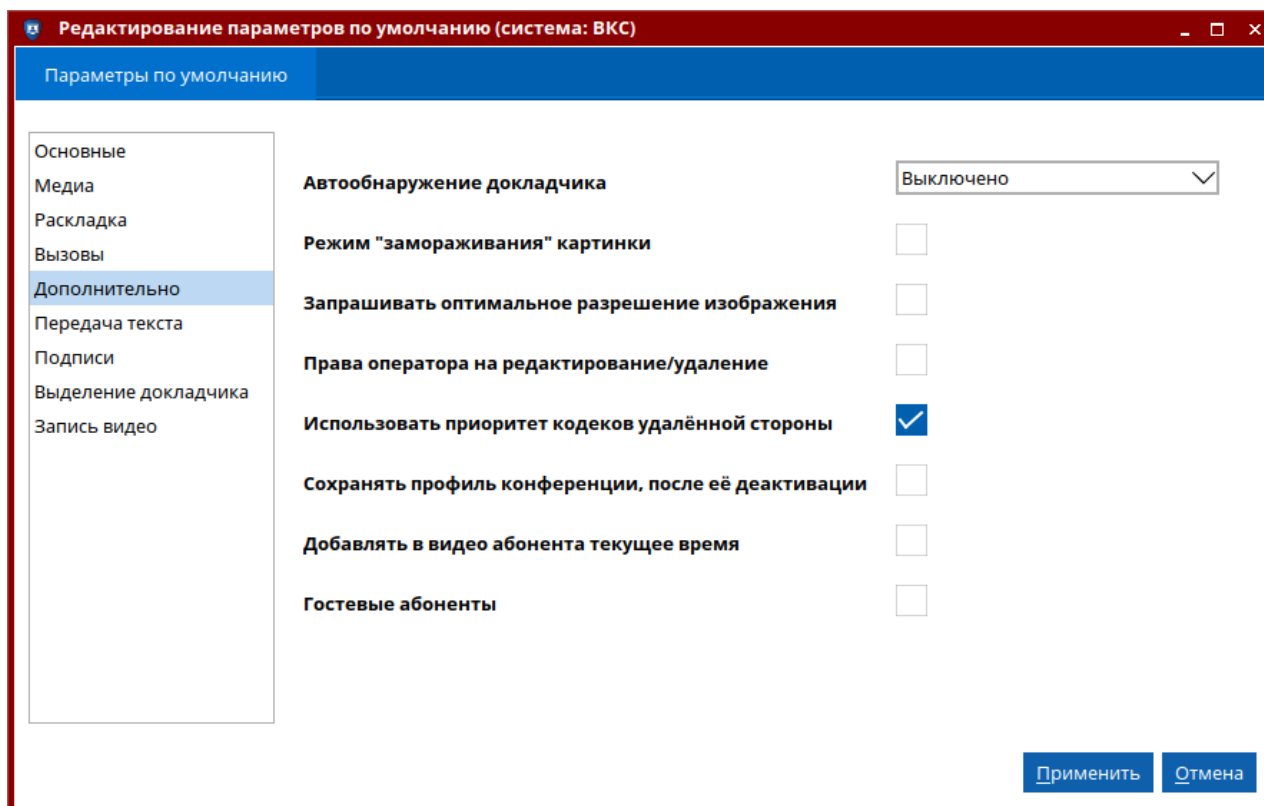 Редактирование параметров по умолчанию (система: ВКС)
Параметры по умолчанию
Основные
Медиа
Раскладка
Вызовы
Дополнительно
Передача текста
Подписи
Выделение докладчика
Запись видео
Автообнаружение докладчика
Выключено
Режим "замораживания" картинки
Запрашивать оптимальное разрешение изображения
Права оператора на редактирование/удаление
Использовать приоритет кодеков удалённой стороны
Сохранять профиль конференции, после её деактивации
Добавлять в видео абонента текущее время
Гостевые абоненты
Применить
Отмена